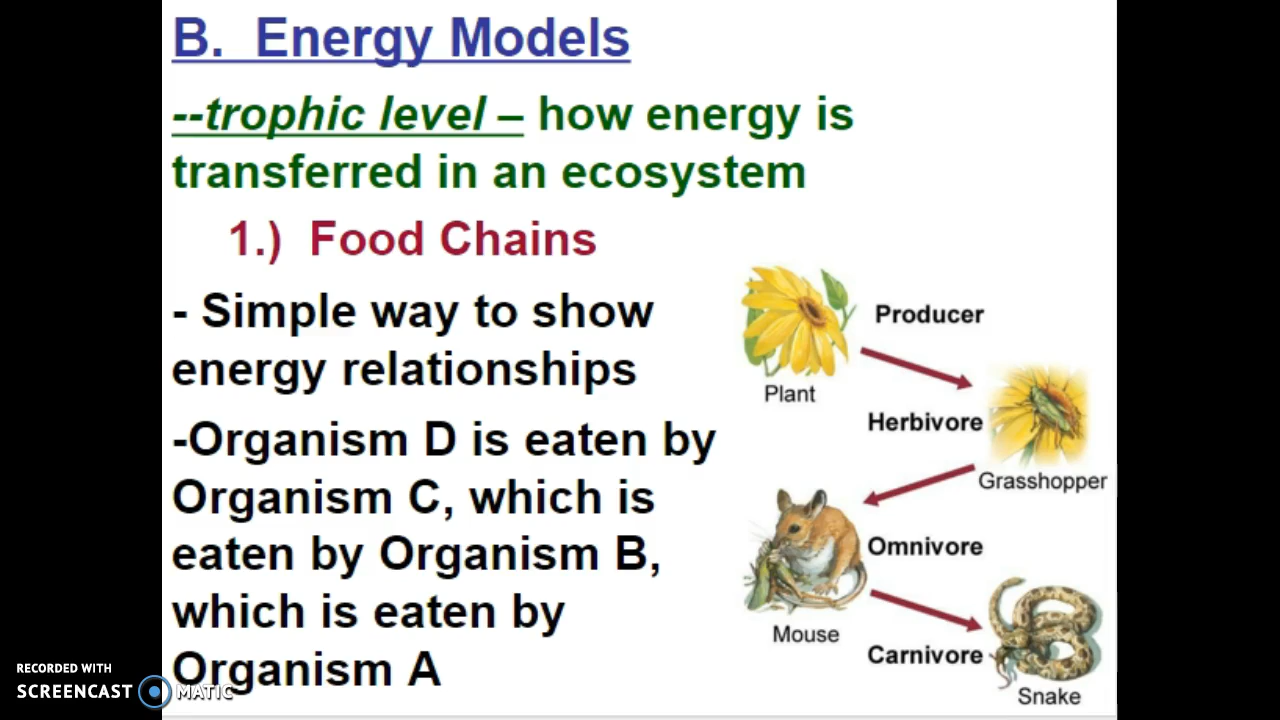 B.  Energy Models
--trophic level – how energy is
transferred in an ecosystem
1.)  Food Chains
- Simple way to show
energy relationships
-Organism D is eaten by
Organism C, which is
eaten by Organism B,
which is eaten by
Organism A
Producer
Plant
Herbivore
Grasshopper
Omnivore
Mouse
Carnivore
Snake
RECORDED WITH
SCREENCAST MATIC